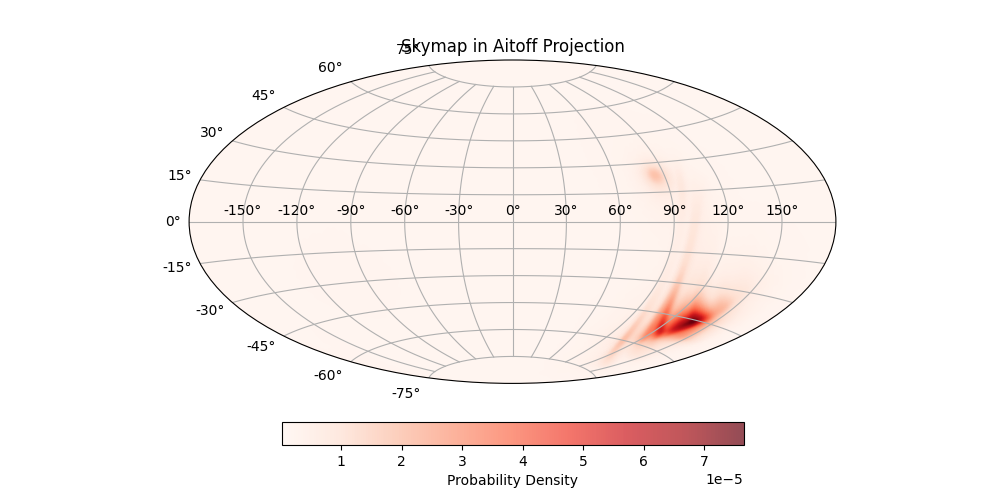 Skymap in Aitoff Projection
75°
60°
45°
30°
15°
-150° -120° -90° -60° -30° 0° 30° 60° 90° 120° 150°
0°
-15°
-30°
-45°
-60°
-75°
1 2 3 4 5 6 7
1e−5
Probability Density